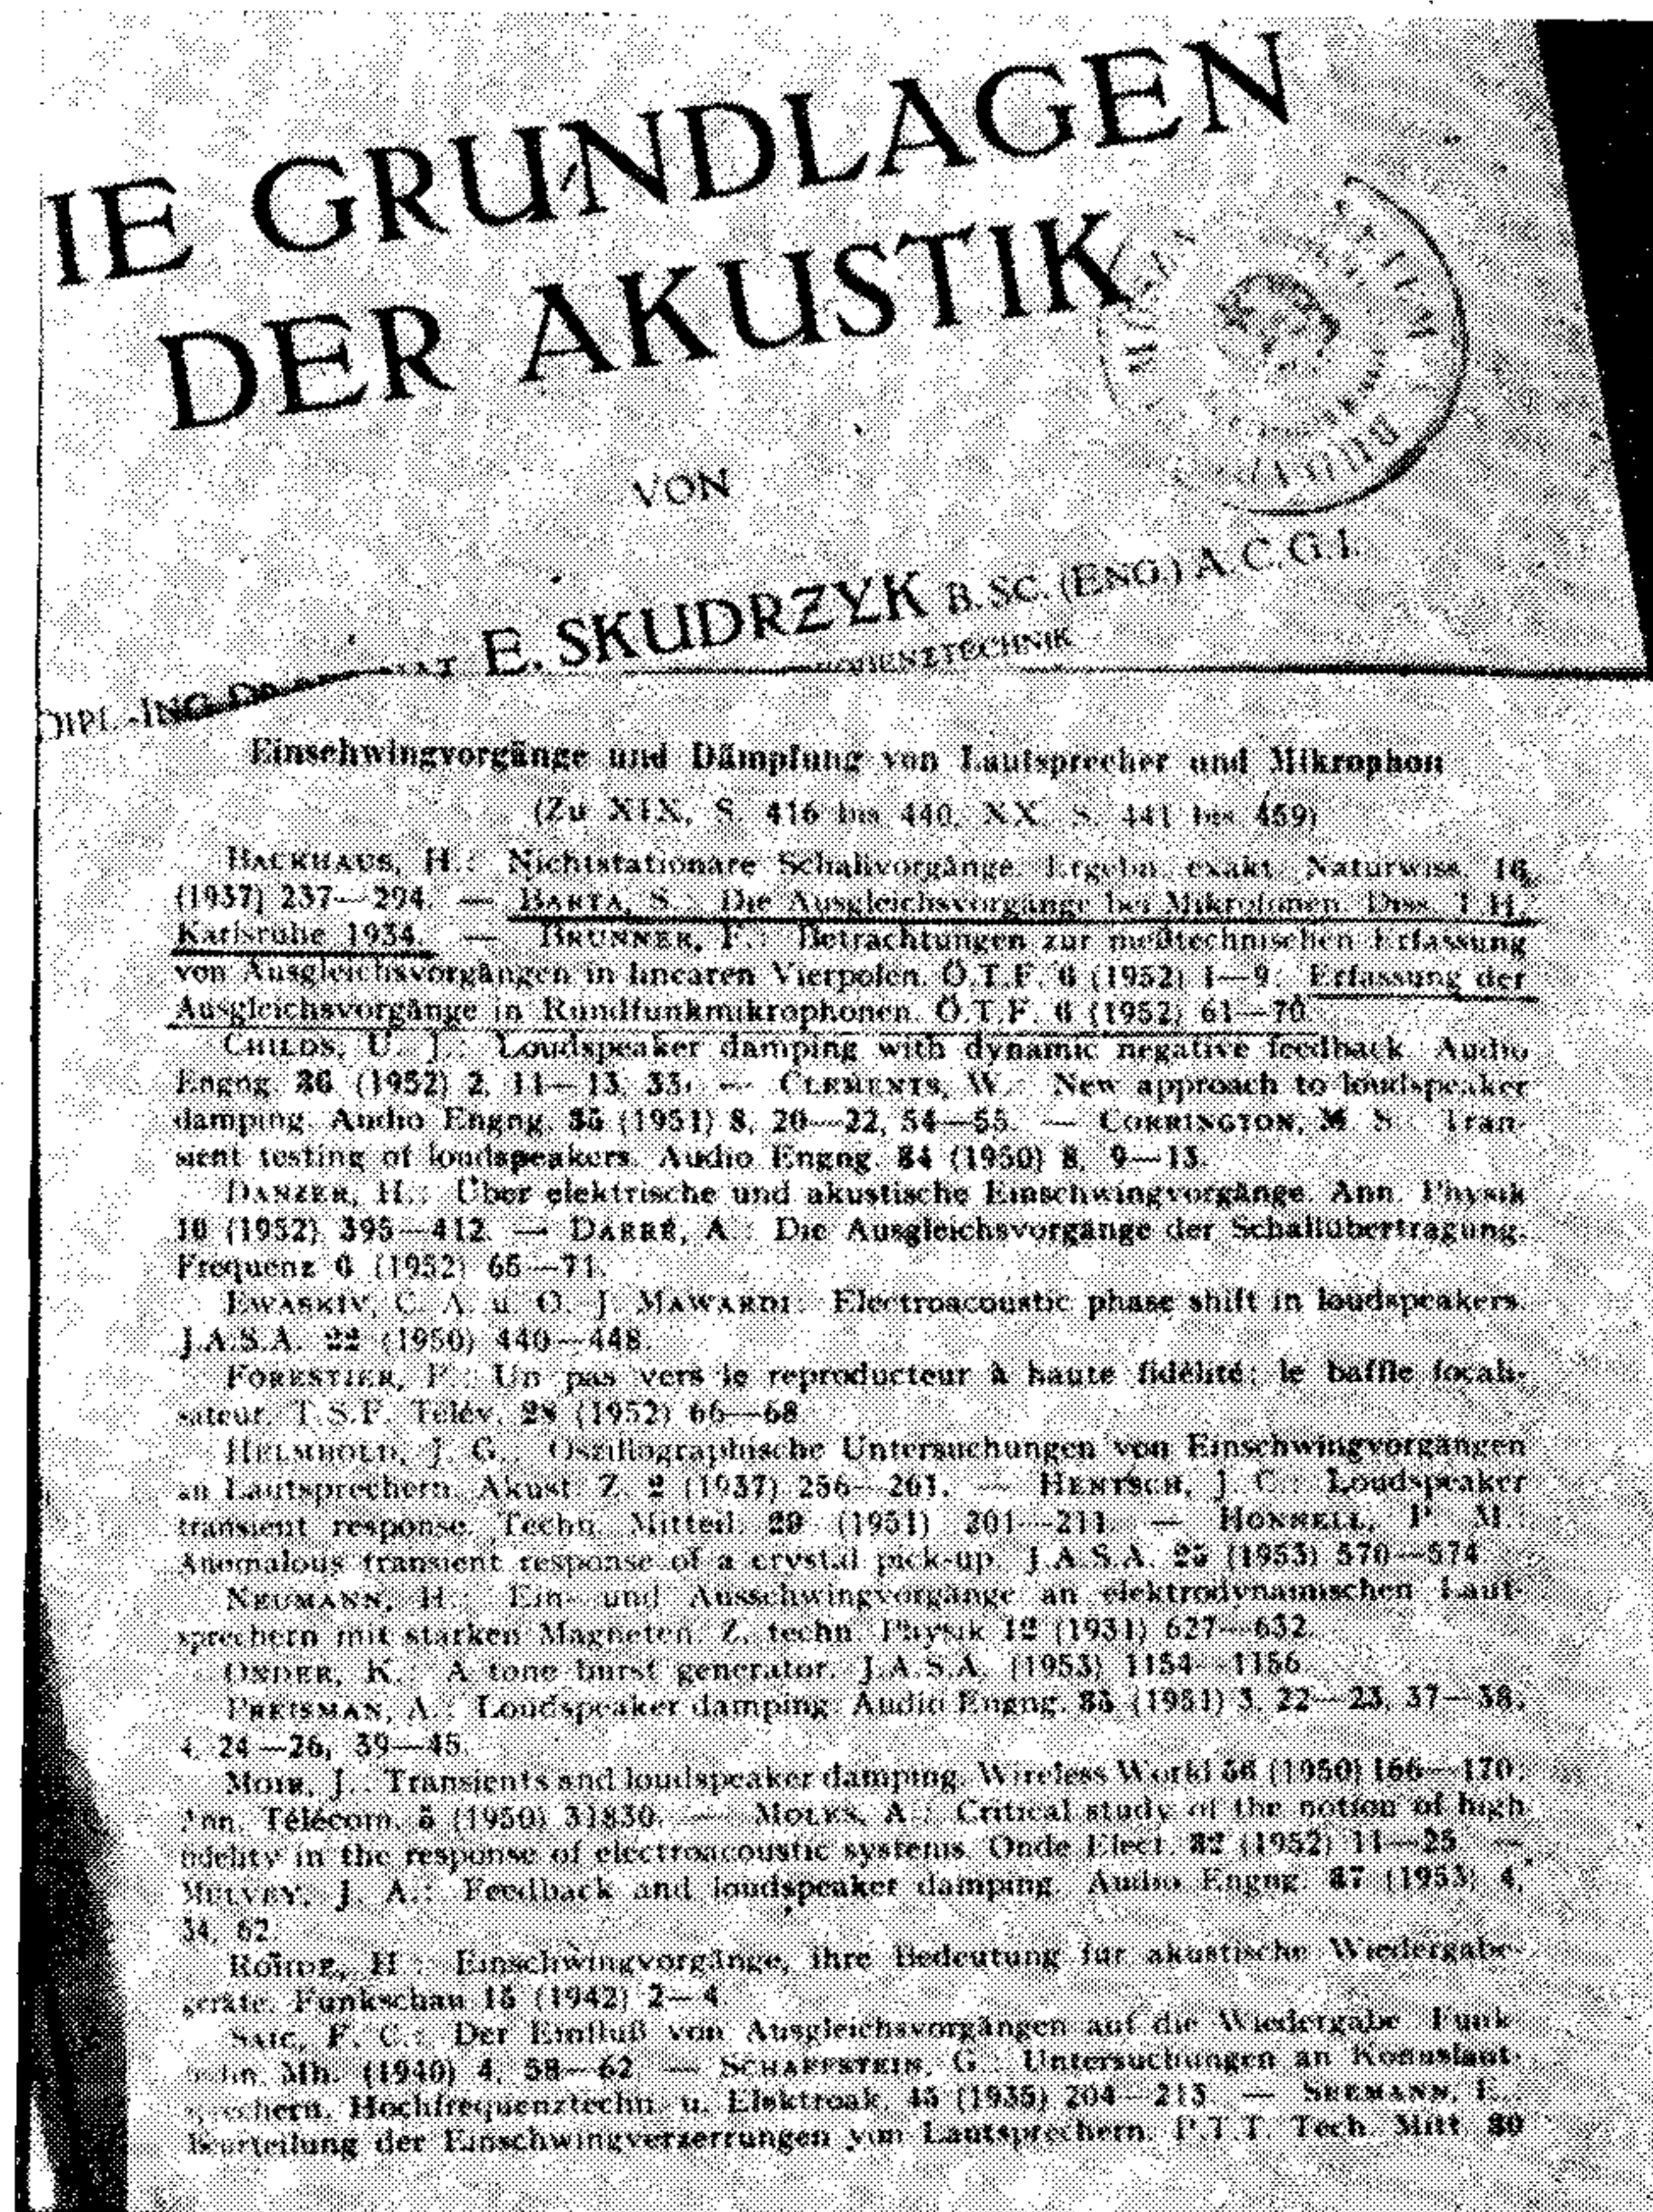 IE GRUNDLAGEN
DER AKUSTIK
VON
E. SKUDRZYK B. SC. (ENG.) A. C. G. I.
DIPL.-ING.
Einschwingvorgänge und Dämpfung von Lautsprecher und Mikrophon
(Zu XIX, S. 416 bis 440, XX, S. 441 bis 459)
BACKHAUS, H.: Nichtstationäre Schallvorgänge. Ergebn. exakt. Naturwiss. 16
(1937) 237—294. — BARTA, S.: Die Ausgleichsvorgänge bei Mikrofonen. Diss. T.H.
Karlsruhe 1934. — BRUNNER, F.: Betrachtungen zur meßtechnischen Erfassung
von Ausgleichsvorgängen in linearen Vierpolen. Ö.T.F. 6 (1952) 1—9. Erfassung der
Ausgleichsvorgänge in Rundfunkmikrophonen. Ö.T.F. 6 (1952) 61—70
CHILDS, U. J.: Loudspeaker damping with dynamic negative feedback. Audio
Engng. 36 (1952) 2, 11—13, 33. — CLEMENTS, W.: New approach to loudspeaker
damping. Audio Engng. 35 (1951) 8, 20—22, 54—55. — CORRINGTON, M. S.: Tran-
sient testing of loudspeakers. Audio Engng. 34 (1950) 8, 9—13.
DANZER, H.: Über elektrische und akustische Einschwingvorgänge. Ann. Physik
10 (1952) 395—412. — DARRÉ, A.: Die Ausgleichsvorgänge der Schallübertragung.
Frequenz 6 (1952) 65—71.
EWASKIV, C. A. u. O. J. MAWARDI: Electroacoustic phase shift in loudspeakers.
J.A.S.A. 22 (1950) 440—448.
FORESTIER, P.: Un pas vers le reproducteur à haute fidélité; le baffle focali-
sateur. T.S.F. Télév. 28 (1952) 66—68
HELMBOLD, J. G.: Oszillographische Untersuchungen von Einschwingvorgängen
an Lautsprechern. Akust. Z. 2 (1937) 256—261. — HENTSCH, J. C.: Loudspeaker
transient response. Techn. Mitteil. 29 (1951) 201—211. — HONNELL, P. M.:
Anomalous transient response of a crystal pick-up. J.A.S.A. 25 (1953) 570—574
NEUMANN, H.: Ein- und Ausschwingvorgänge an elektrodynamischen Laut-
sprechern mit starken Magneten. Z. techn. Physik 12 (1931) 627—632.
ONDER, K.: A tone burst generator. J.A.S.A. (1953) 1154—1156
PREISMAN, A.: Loudspeaker damping. Audio Engng. 35 (1951) 3, 22—23, 37—38,
4, 24—26, 39—45.
MOIR, J.: Transients and loudspeaker damping. Wireless World 56 (1950) 166—170;
Ann. Télécom. 5 (1950) 31830. — MOLES, A.: Critical study of the notion of high
fidelity in the response of electroacoustic systems. Onde Elect. 32 (1952) 11—25. —
MULVEY, J. A.: Feedback and loudspeaker damping. Audio Engng. 37 (1953) 4,
34, 62.
ROHDE, H.: Einschwingvorgänge, ihre Bedeutung für akustische Wiedergabe-
geräte. Funkschau 15 (1942) 2—4
SAIC, F. C.: Der Einfluß von Ausgleichsvorgängen auf die Wiedergabe. Funk-
techn. Mh. (1940) 4, 58—62. — SCHAFFSTEIN, G.: Untersuchungen an Konuslaut-
sprechern. Hochfrequenztechn. u. Elektroak. 45 (1935) 204—213. — SEEMANN, E.:
Beurteilung der Einschwingverzerrungen von Lautsprechern. P.T.T. Tech. Mitt. 30